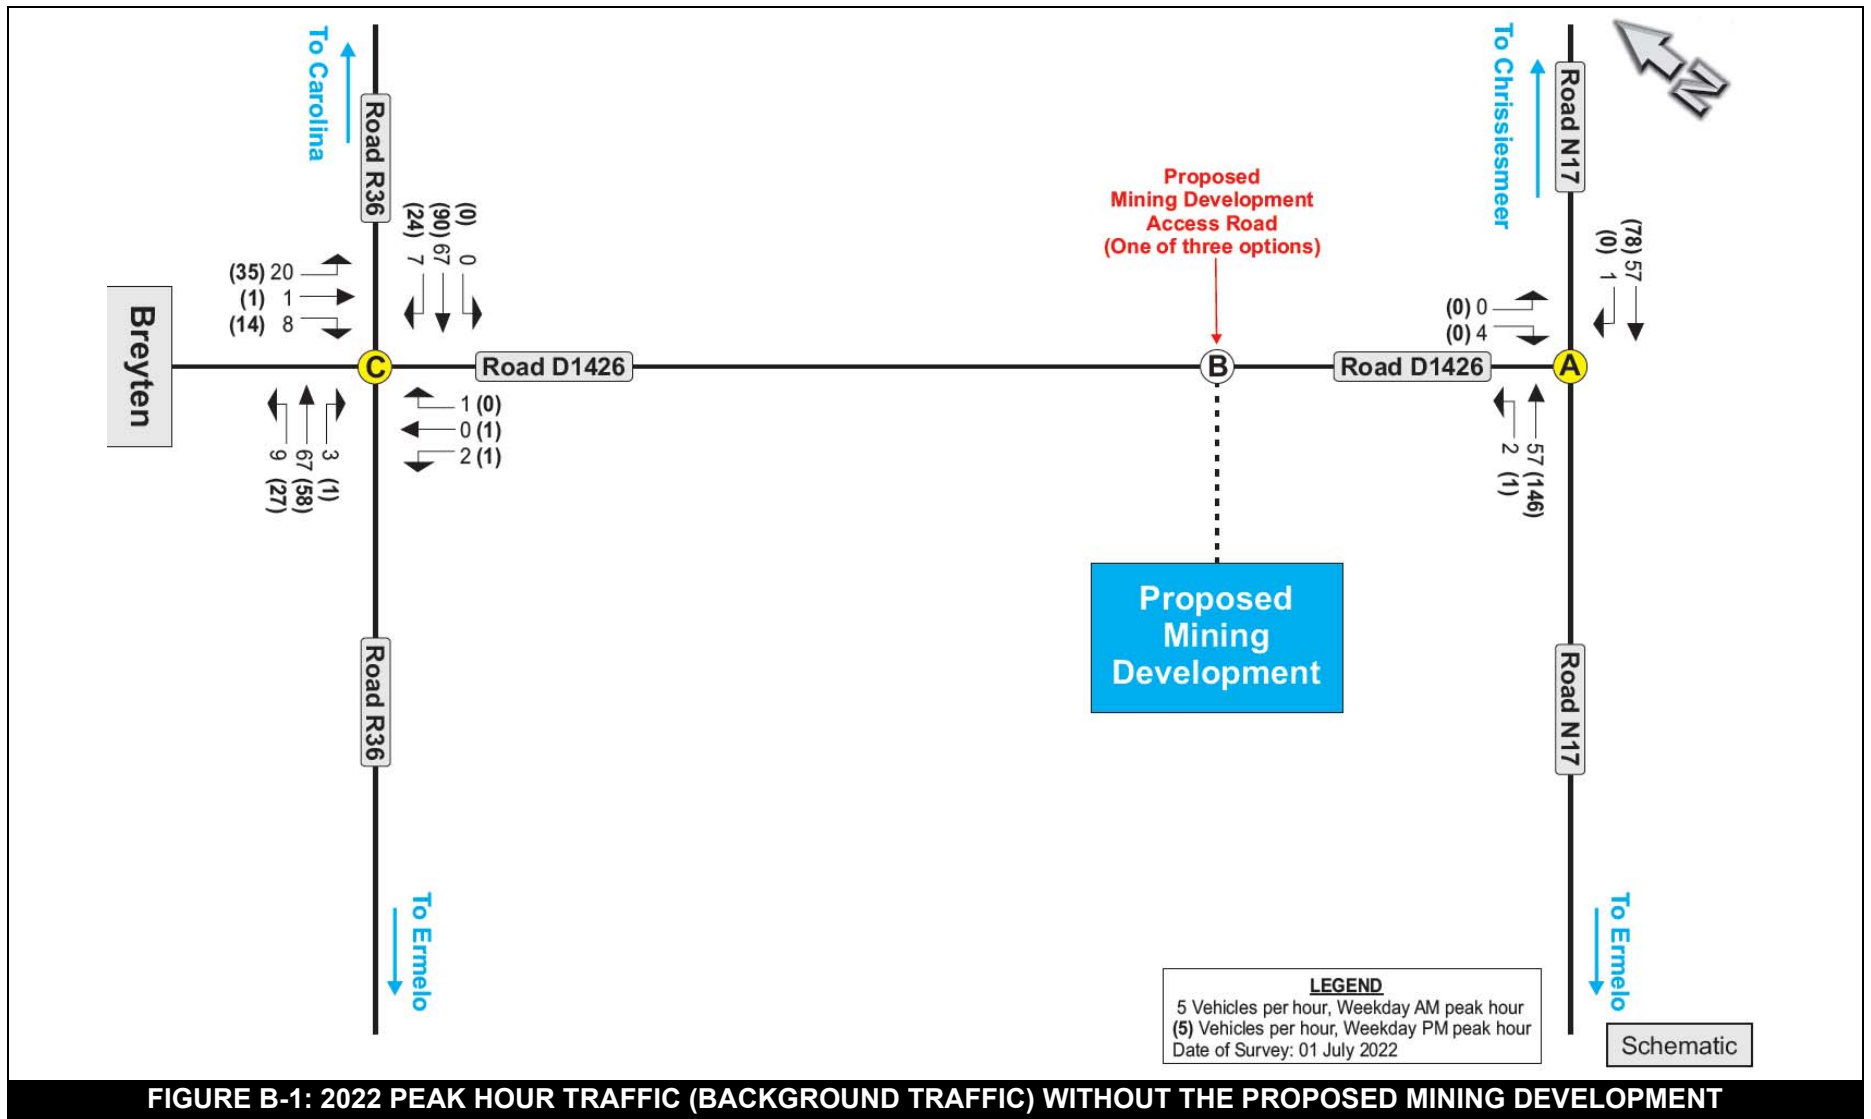 To Carolina
Road R36
To Chrissiesmeer
Road N17
N
Proposed
Mining Development
Access Road
(One of three options)
(24) 7
(90) 67
(0) 0
(35) 20
(1) 1
(14) 8
(78) 57
(0) 1
(0) 0
(0) 4
Breyten
C
Road D1426
B
Road D1426
A
1 (0)
0 (1)
2 (1)
9 (27)
67 (58)
3 (1)
2 (1)
57 (146)
Proposed
Mining
Development
Road R36
Road N17
To Ermelo
To Ermelo
LEGEND
5 Vehicles per hour, Weekday AM peak hour
(5) Vehicles per hour, Weekday PM peak hour
Date of Survey: 01 July 2022
Schematic
FIGURE B-1: 2022 PEAK HOUR TRAFFIC (BACKGROUND TRAFFIC) WITHOUT THE PROPOSED MINING DEVELOPMENT